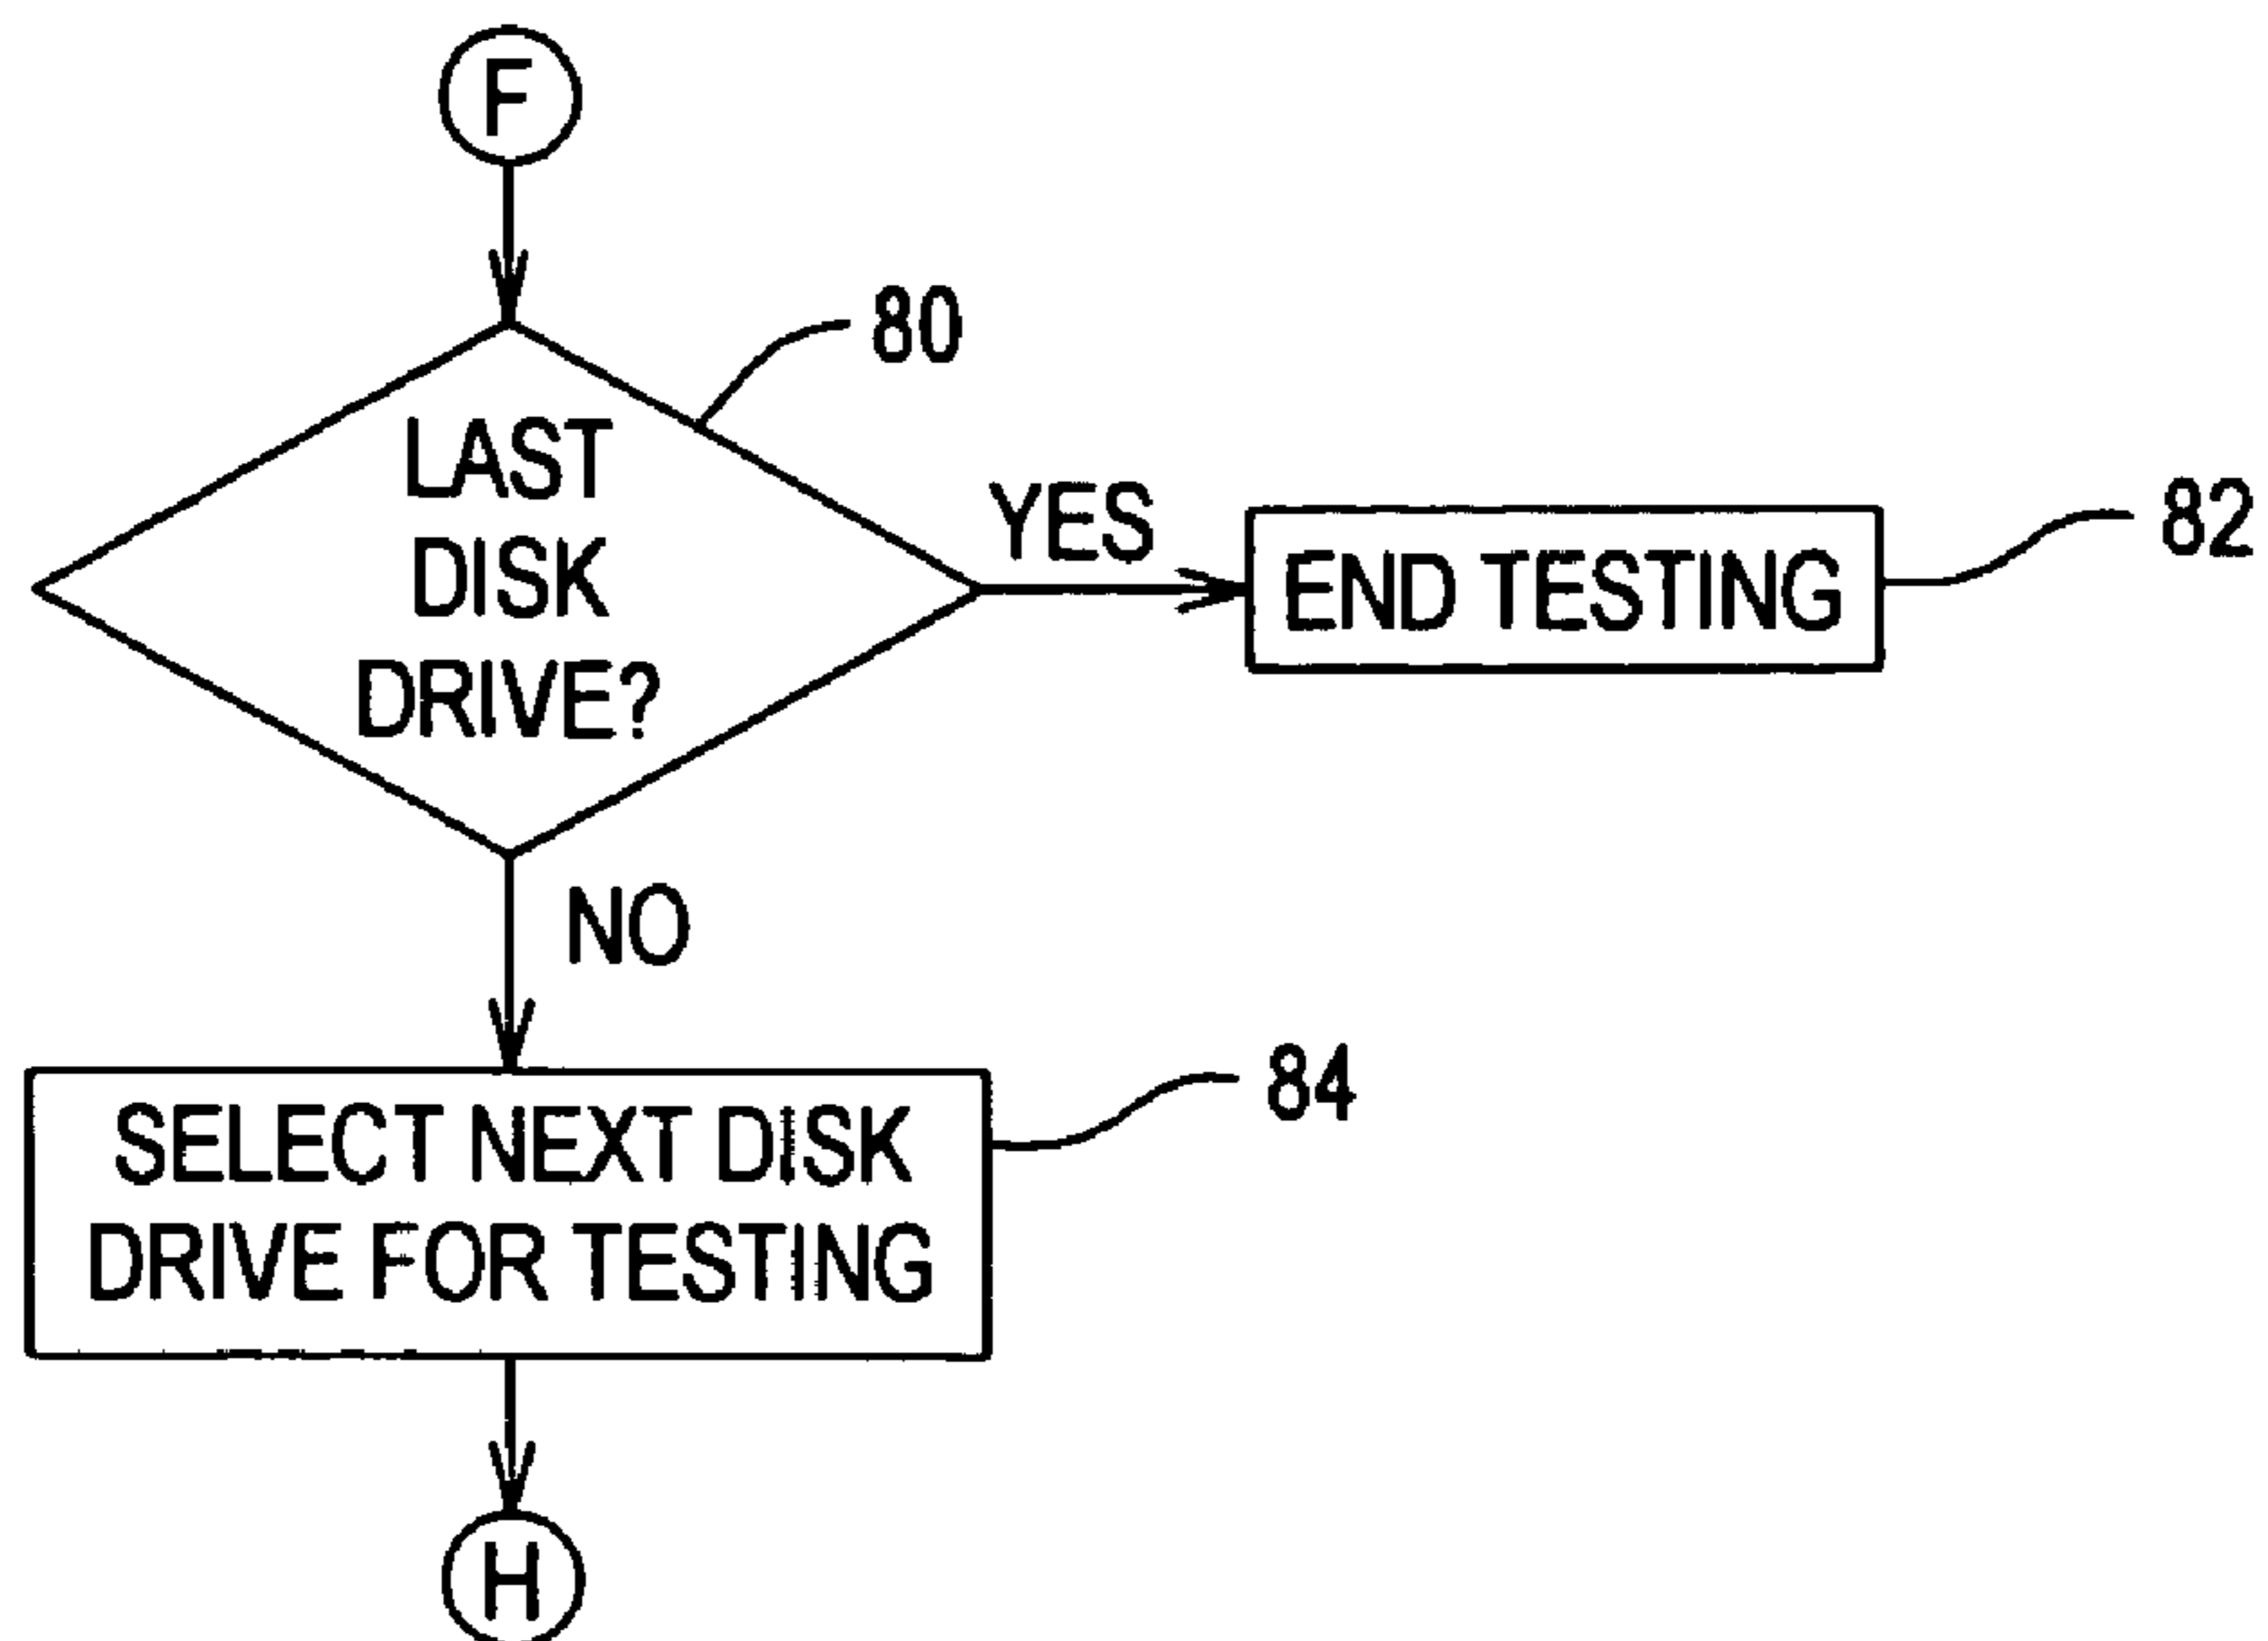 F
80
LAST
DISK
DRIVE?
YES
END TESTING
82
NO
SELECT NEXT DISK
DRIVE FOR TESTING
84
H